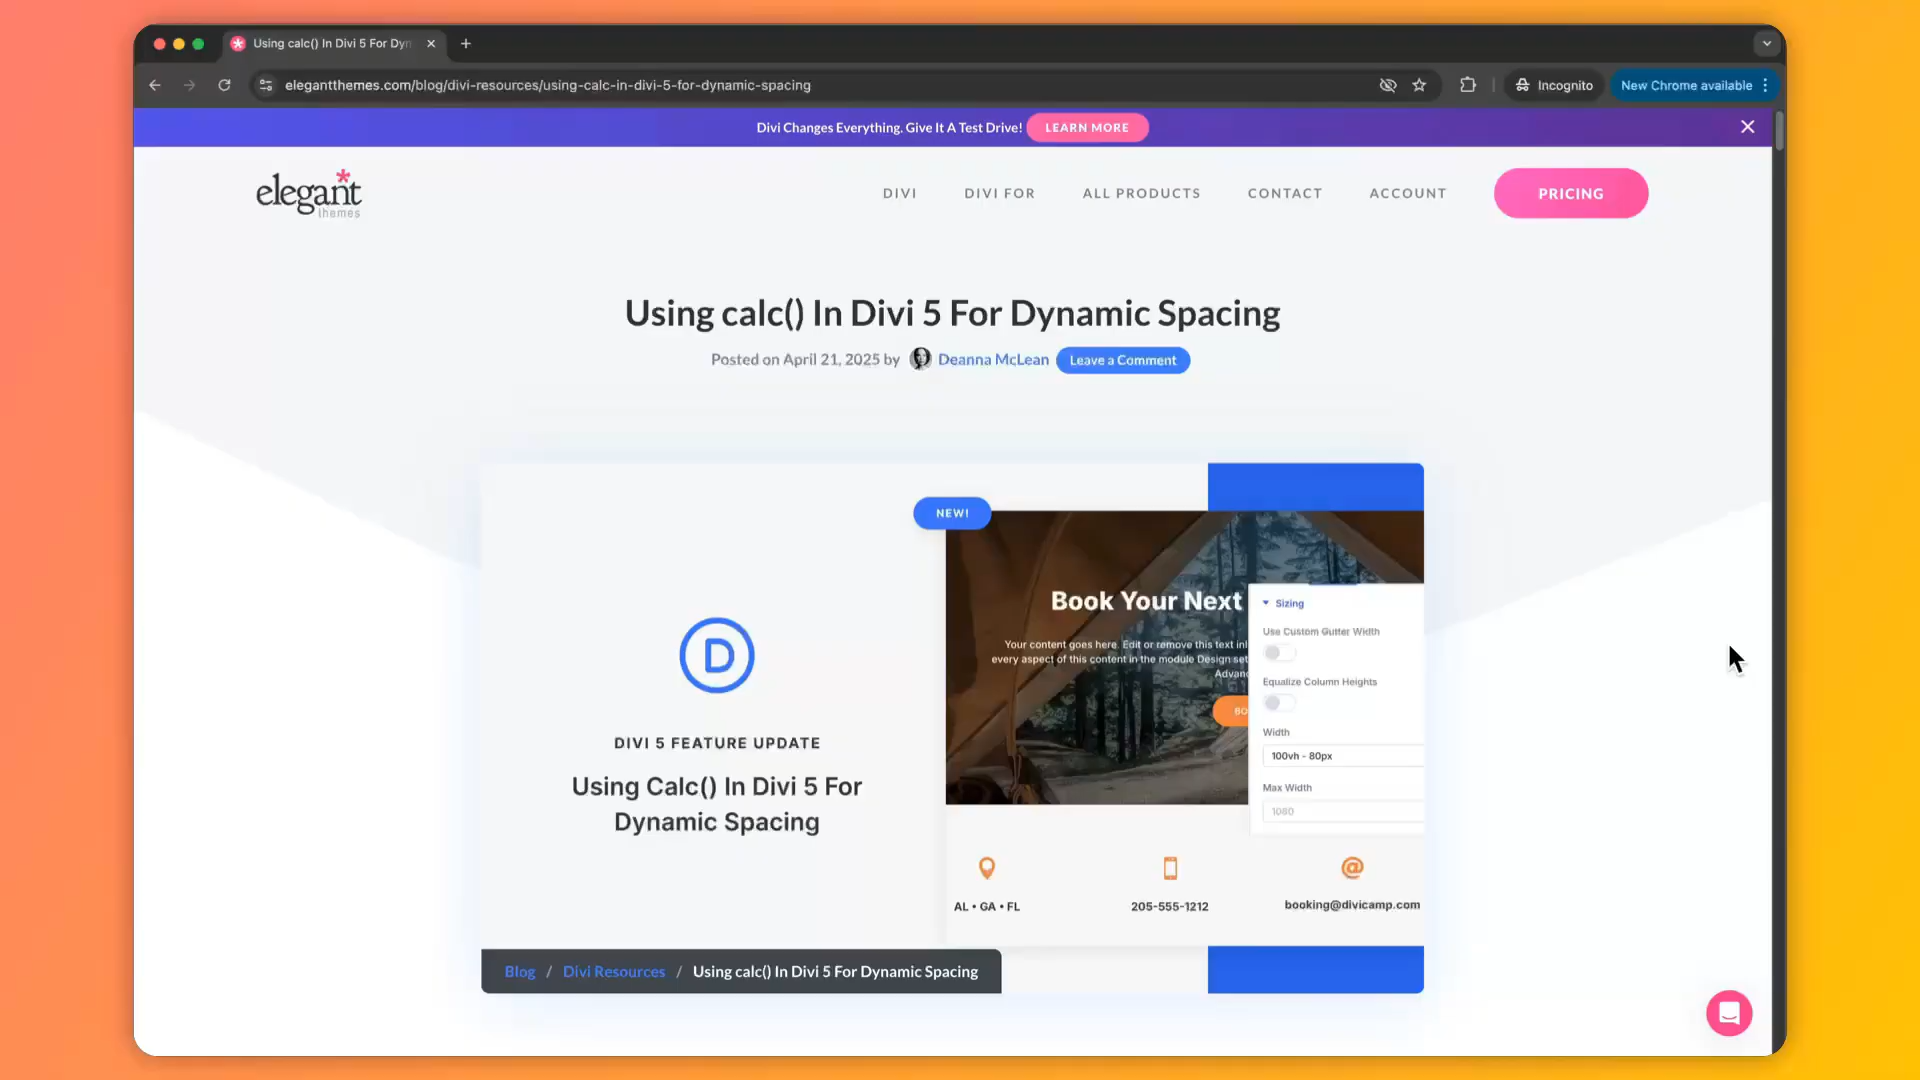 Using calc() In Divi 5 For Dyn
elegantthemes.com/blog/divi-resources/using-calc-in-divi-5-for-dynamic-spacing
Incognito
New Chrome available
Divi Changes Everything. Give It A Test Drive!
LEARN MORE
elegant
themes
DIVI
DIVI FOR
ALL PRODUCTS
CONTACT
ACCOUNT
PRICING
Using calc() In Divi 5 For Dynamic Spacing
Posted on April 21, 2025 by Deanna McLean
Leave a Comment
NEW!
D
DIVI 5 FEATURE UPDATE
Using Calc() In Divi 5 For
Dynamic Spacing
Book Your Next
Your content goes here. Edit or remove this text inl
every aspect of this content in the module Design set
Advanc
BO
Sizing
Use Custom Gutter Width
Equalize Column Heights
Width
100vh - 80px
Max Width
1080
AL • GA • FL
205-555-1212
booking@divicamp.com
Blog / Divi Resources / Using calc() In Divi 5 For Dynamic Spacing